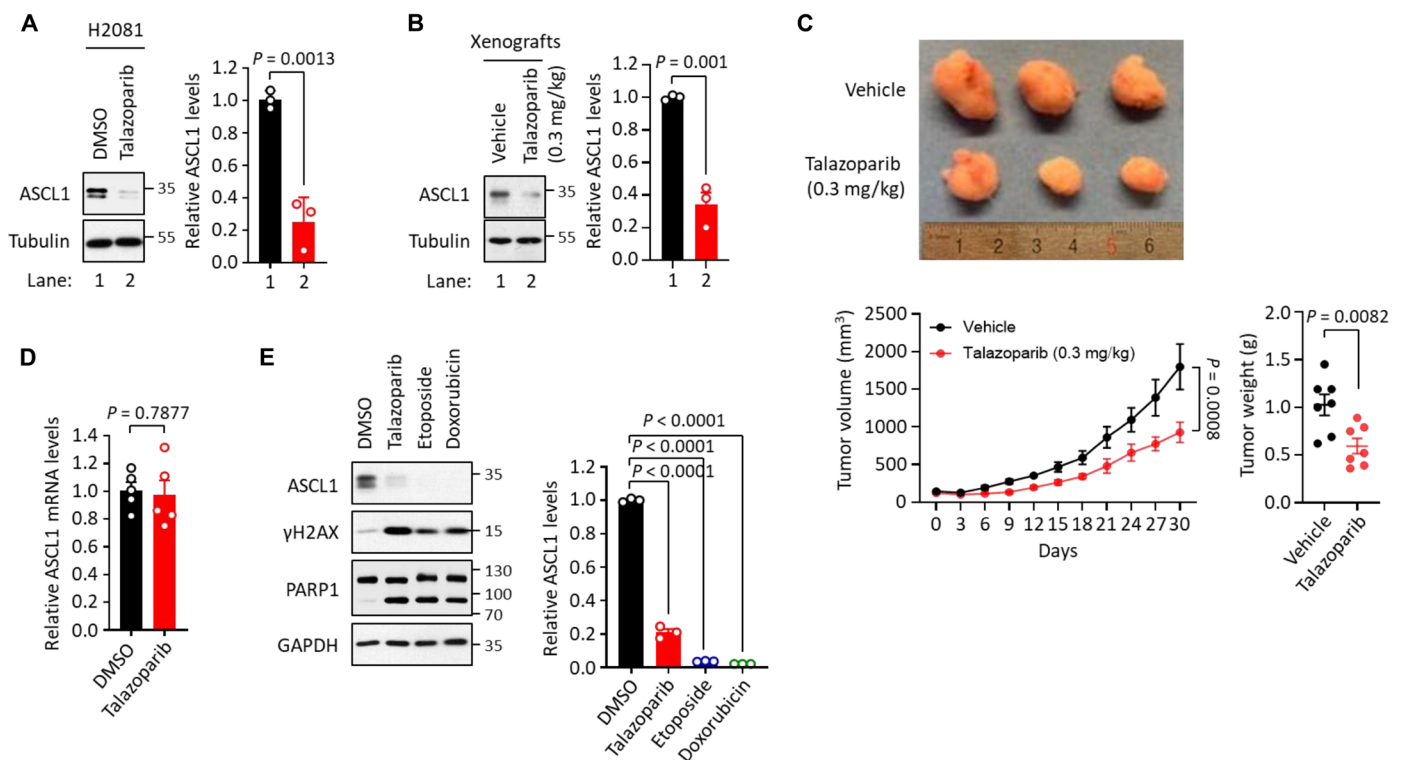 A
H2081
DMSO
Talazoparib
ASCL1
35
Tubulin
55
Lane: 1 2
Relative ASCL1 levels
P = 0.0013
1.2
1.0
0.8
0.6
0.4
0.2
0.0
1 2
B
Xenografts
Vehicle
Talazoparib
(0.3 mg/kg)
ASCL1
35
Tubulin
55
Lane: 1 2
Relative ASCL1 levels
P = 0.001
1.2
1.0
0.8
0.6
0.4
0.2
0.0
1 2
C
Vehicle
Talazoparib
(0.3 mg/kg)
1 2 3 4 5 6
Tumor volume (mm³)
2500
2000
1500
1000
500
0
Vehicle
Talazoparib (0.3 mg/kg)
P = 0.0008
0 3 6 9 12 15 18 21 24 27 30
Days
Tumor weight (g)
2.0
1.5
1.0
0.5
0.0
P = 0.0082
Vehicle
Talazoparib
D
Relative ASCL1 mRNA levels
P = 0.7877
1.4
1.2
1.0
0.8
0.6
0.4
0.2
0.0
DMSO
Talazoparib
E
DMSO
Talazoparib
Etoposide
Doxorubicin
ASCL1
35
γH2AX
15
PARP1
130
100
70
GAPDH
35
Relative ASCL1 levels
P < 0.0001
P < 0.0001
P < 0.0001
1.2
1.0
0.8
0.6
0.4
0.2
0.0
DMSO
Talazoparib
Etoposide
Doxorubicin